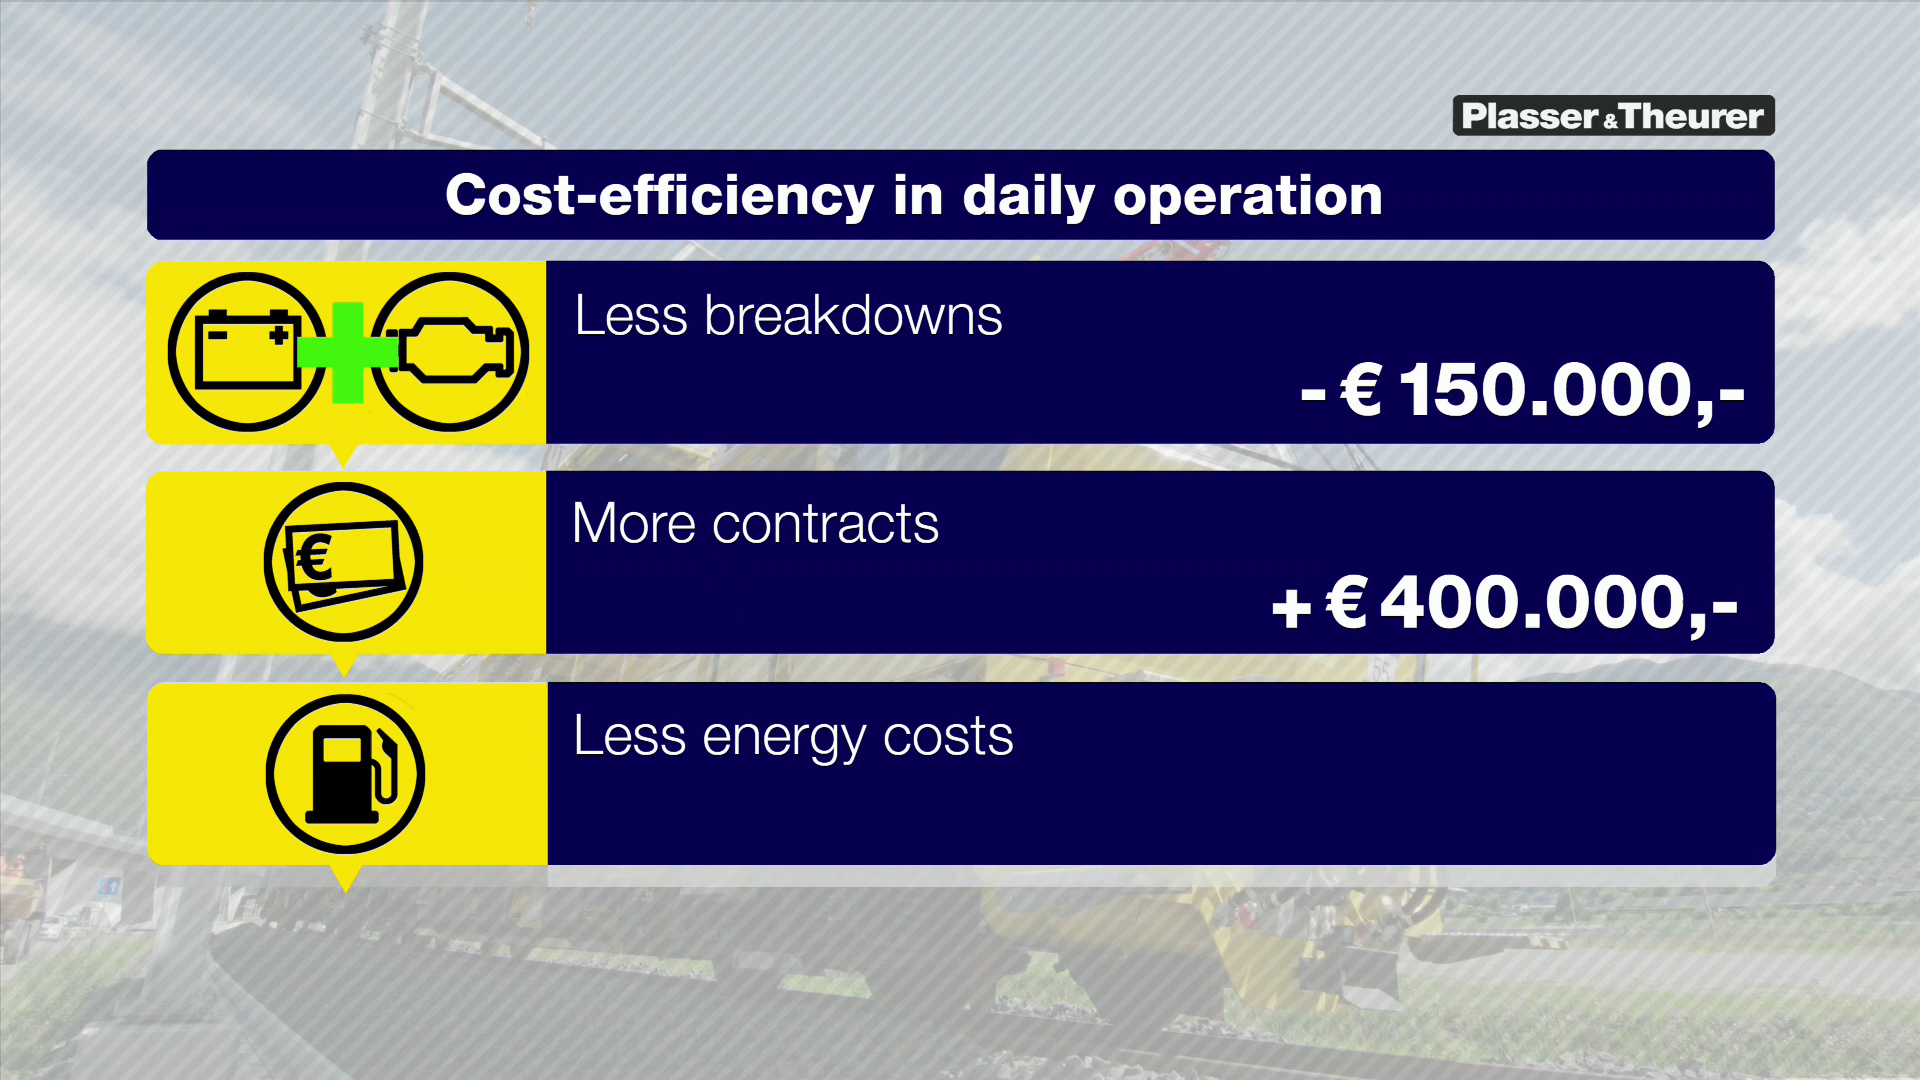 Plasser &Theurer
Cost-efficiency in daily operation
Less breakdowns
- € 150.000,-
€
More contracts
+ € 400.000,-
Less energy costs